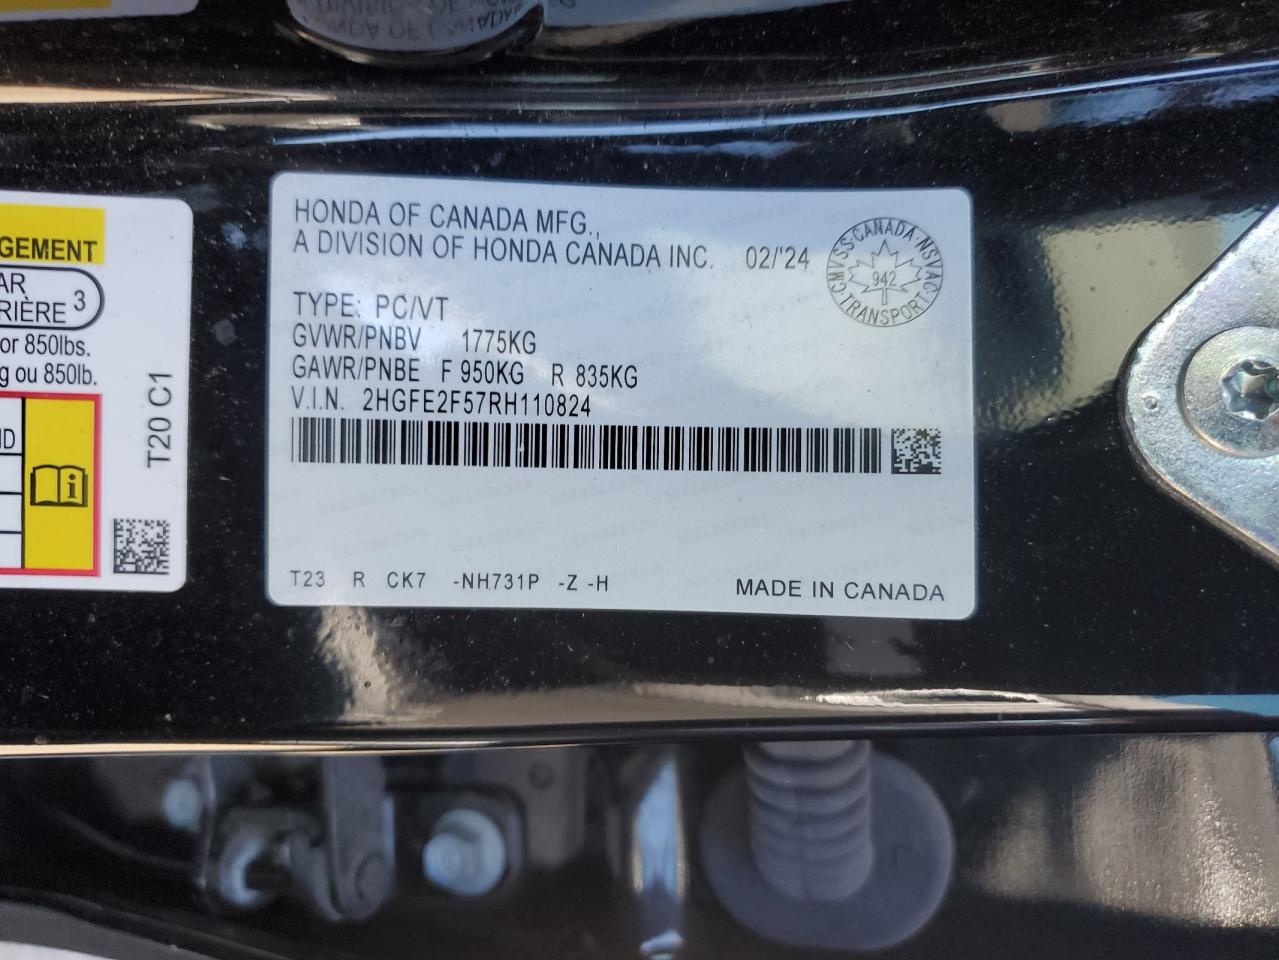 GEMENT
AR
RIÈRE 3
or 850lbs.
g ou 850lb.
ND
T20 C1
HONDA OF CANADA MFG.,
A DIVISION OF HONDA CANADA INC. 02/'24
CMVSS·CANADA·NSVAC
942
TRANSPORT
TYPE: PC/VT
GVWR/PNBV 1775KG
GAWR/PNBE F 950KG R 835KG
V.I.N. 2HGFE2F57RH110824
T23 R CK7 -NH731P -Z -H
MADE IN CANADA